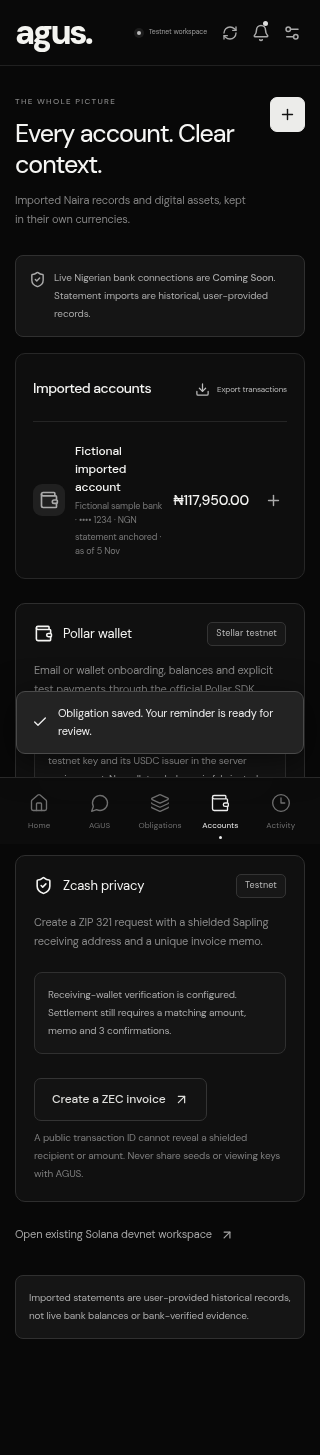 agus.
Testnet workspace
THE WHOLE PICTURE
Every account. Clear
context.
Imported Naira records and digital assets, kept
in their own currencies.
Live Nigerian bank connections are Coming Soon.
Statement imports are historical, user-provided
records.
Imported accounts
Export transactions
Fictional
imported
account
Fictional sample bank
· •••• 1234 · NGN
statement anchored ·
as of 5 Nov
₦117,950.00
Pollar wallet
Stellar testnet
Email or wallet onboarding, balances and explicit
test payments through the official Pollar SDK.
Obligation saved. Your reminder is ready for
review.
testnet key and its USDC issuer in the server
Home
AGUS
Obligations
Accounts
Activity
Zcash privacy
Testnet
Create a ZIP 321 request with a shielded Sapling
receiving address and a unique invoice memo.
Receiving-wallet verification is configured.
Settlement still requires a matching amount,
memo and 3 confirmations.
Create a ZEC invoice
A public transaction ID cannot reveal a shielded
recipient or amount. Never share seeds or viewing keys
with AGUS.
Open existing Solana devnet workspace
Imported statements are user-provided historical records,
not live bank balances or bank-verified evidence.